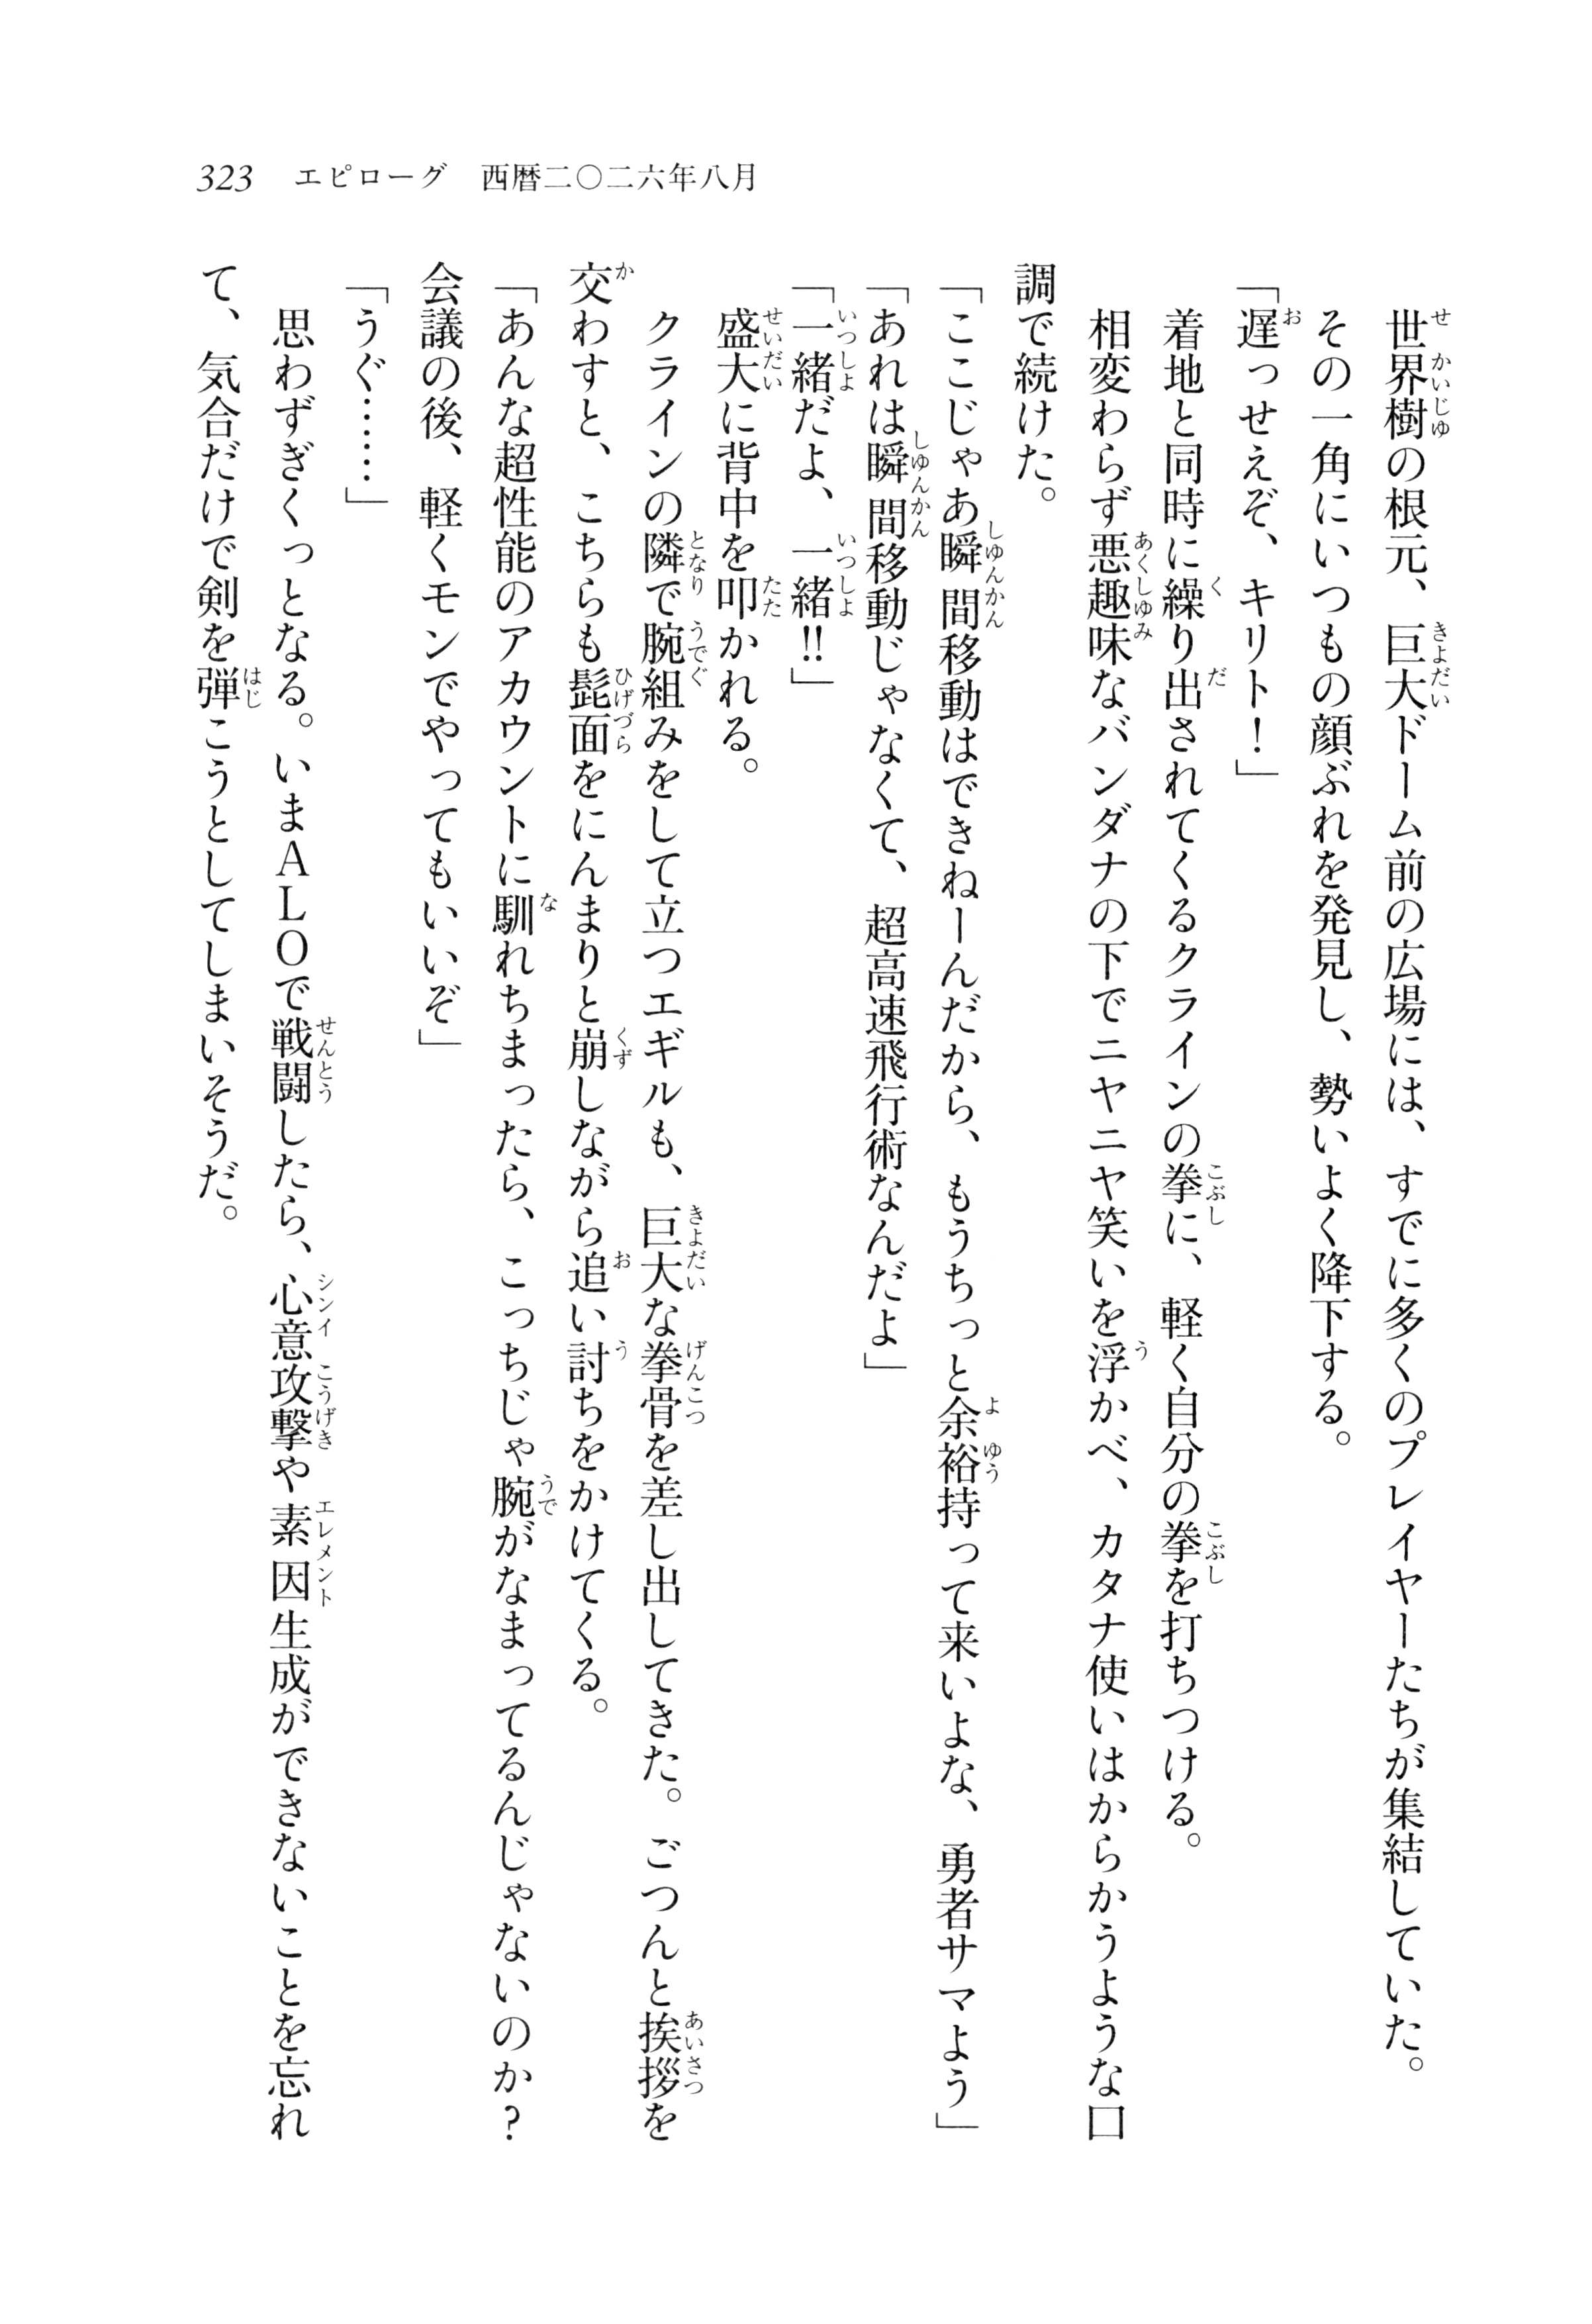 323　エピローグ　西暦二〇二六年八月
世界樹の根元、巨大ドーム前の広場には、すでに多くのプレイヤーたちが集結していた。
その一角にいつもの顔ぶれを発見し、勢いよく降下する。
「遅っせえぞ、キリト！」
着地と同時に繰り出されてくるクラインの拳に、軽く自分の拳を打ちつける。
相変わらず悪趣味なバンダナの下でニヤニヤ笑いを浮かべ、カタナ使いはからかうような口
調で続けた。
「ここじゃあ瞬間移動はできねーんだから、もうちっと余裕持って来いよな、勇者サマよう」
「あれは瞬間移動じゃなくて、超高速飛行術なんだよ」
「一緒だよ、一緒‼」
盛大に背中を叩かれる。
クラインの隣で腕組みをして立つエギルも、巨大な拳骨を差し出してきた。ごつんと挨拶を
交わすと、こちらも髭面をにんまりと崩しながら追い討ちをかけてくる。
「あんな超性能のアカウントに馴れちまったら、こっちじゃ腕がなまってるんじゃないのか？
会議の後、軽くモンでやってもいいぞ」
「うぐ……」
思わずぎくっとなる。いまＡＬＯで戦闘したら、心意攻撃や素因生成ができないことを忘れ
て、気合だけで剣を弾こうとしてしまいそうだ。